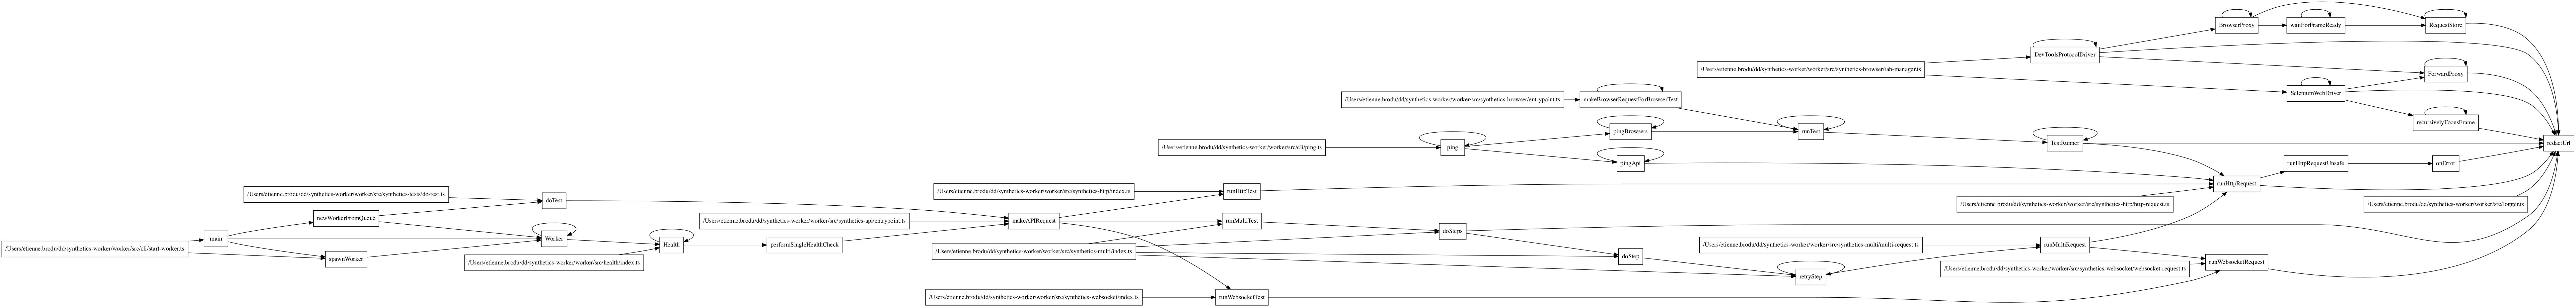 BrowserProxy
waitForFrameReady
RequestStore
DevToolsProtocolDriver
/Users/etienne.brodu/dd/synthetics-worker/worker/src/synthetics-browser/tab-manager.ts
ForwardProxy
SeleniumWebDriver
/Users/etienne.brodu/dd/synthetics-worker/worker/src/synthetics-browser/entrypoint.ts
makeBrowserRequestForBrowserTest
recursivelyFocusFrame
pingBrowsers
runTest
TestRunner
redactUrl
/Users/etienne.brodu/dd/synthetics-worker/worker/src/cli/ping.ts
ping
pingApi
runHttpRequestUnsafe
onError
runHttpRequest
/Users/etienne.brodu/dd/synthetics-worker/worker/src/synthetics-tests/do-test.ts
doTest
/Users/etienne.brodu/dd/synthetics-worker/worker/src/synthetics-http/index.ts
runHttpTest
/Users/etienne.brodu/dd/synthetics-worker/worker/src/synthetics-http/http-request.ts
/Users/etienne.brodu/dd/synthetics-worker/worker/src/logger.ts
newWorkerFromQueue
/Users/etienne.brodu/dd/synthetics-worker/worker/src/synthetics-api/entrypoint.ts
makeAPIRequest
runMultiTest
doSteps
main
Worker
Health
performSingleHealthCheck
/Users/etienne.brodu/dd/synthetics-worker/worker/src/synthetics-multi/multi-request.ts
runMultiRequest
/Users/etienne.brodu/dd/synthetics-worker/worker/src/cli/start-worker.ts
spawnWorker
/Users/etienne.brodu/dd/synthetics-worker/worker/src/health/index.ts
/Users/etienne.brodu/dd/synthetics-worker/worker/src/synthetics-multi/index.ts
doStep
runWebsocketRequest
/Users/etienne.brodu/dd/synthetics-worker/worker/src/synthetics-websocket/websocket-request.ts
retryStep
/Users/etienne.brodu/dd/synthetics-worker/worker/src/synthetics-websocket/index.ts
runWebsocketTest